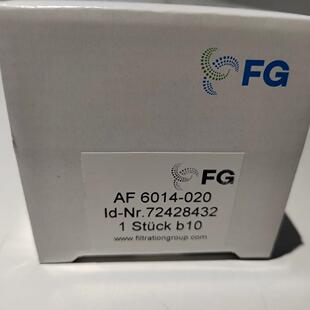 FG
FG
AF 6014-020
Id-Nr.72428432
1 Stück b10
www.filtrationgroup.com